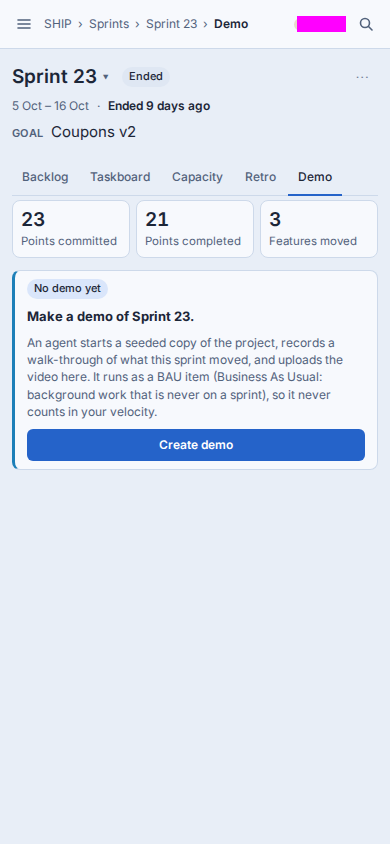 SHIP › Sprints › Sprint 23 › Demo
Sprint 23 ▾ Ended ...
5 Oct – 16 Oct · Ended 9 days ago
GOAL Coupons v2
Backlog Taskboard Capacity Retro Demo
23 21 3
Points committed Points completed Features moved
No demo yet
Make a demo of Sprint 23.
An agent starts a seeded copy of the project, records a
walk-through of what this sprint moved, and uploads the
video here. It runs as a BAU item (Business As Usual:
background work that is never on a sprint), so it never
counts in your velocity.
Create demo